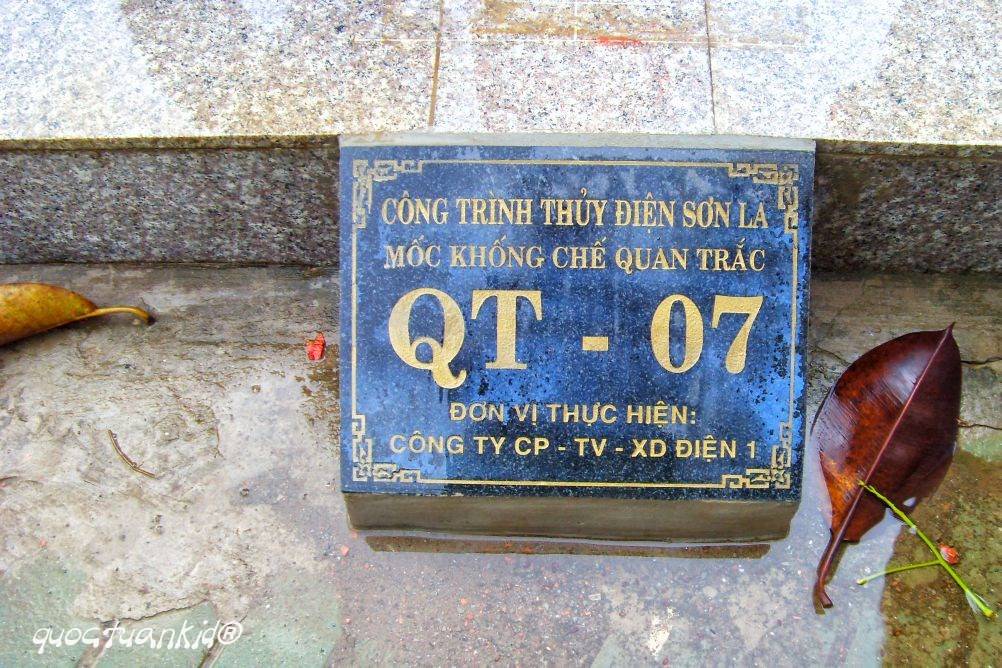 CÔNG TRÌNH THỦY ĐIỆN SƠN LA
MỐC KHỐNG CHẾ QUAN TRẮC
QT - 07
ĐƠN VỊ THỰC HIỆN:
CÔNG TY CP - TV - XD ĐIỆN 1
quoctuankid®